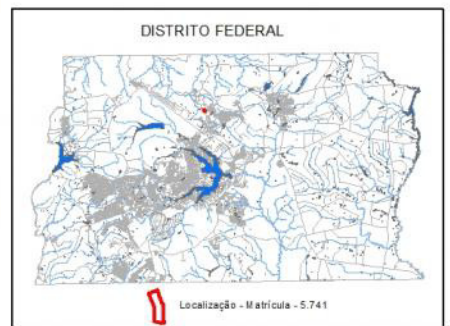 DISTRITO FEDERAL
Localização - Matrícula - 5.741